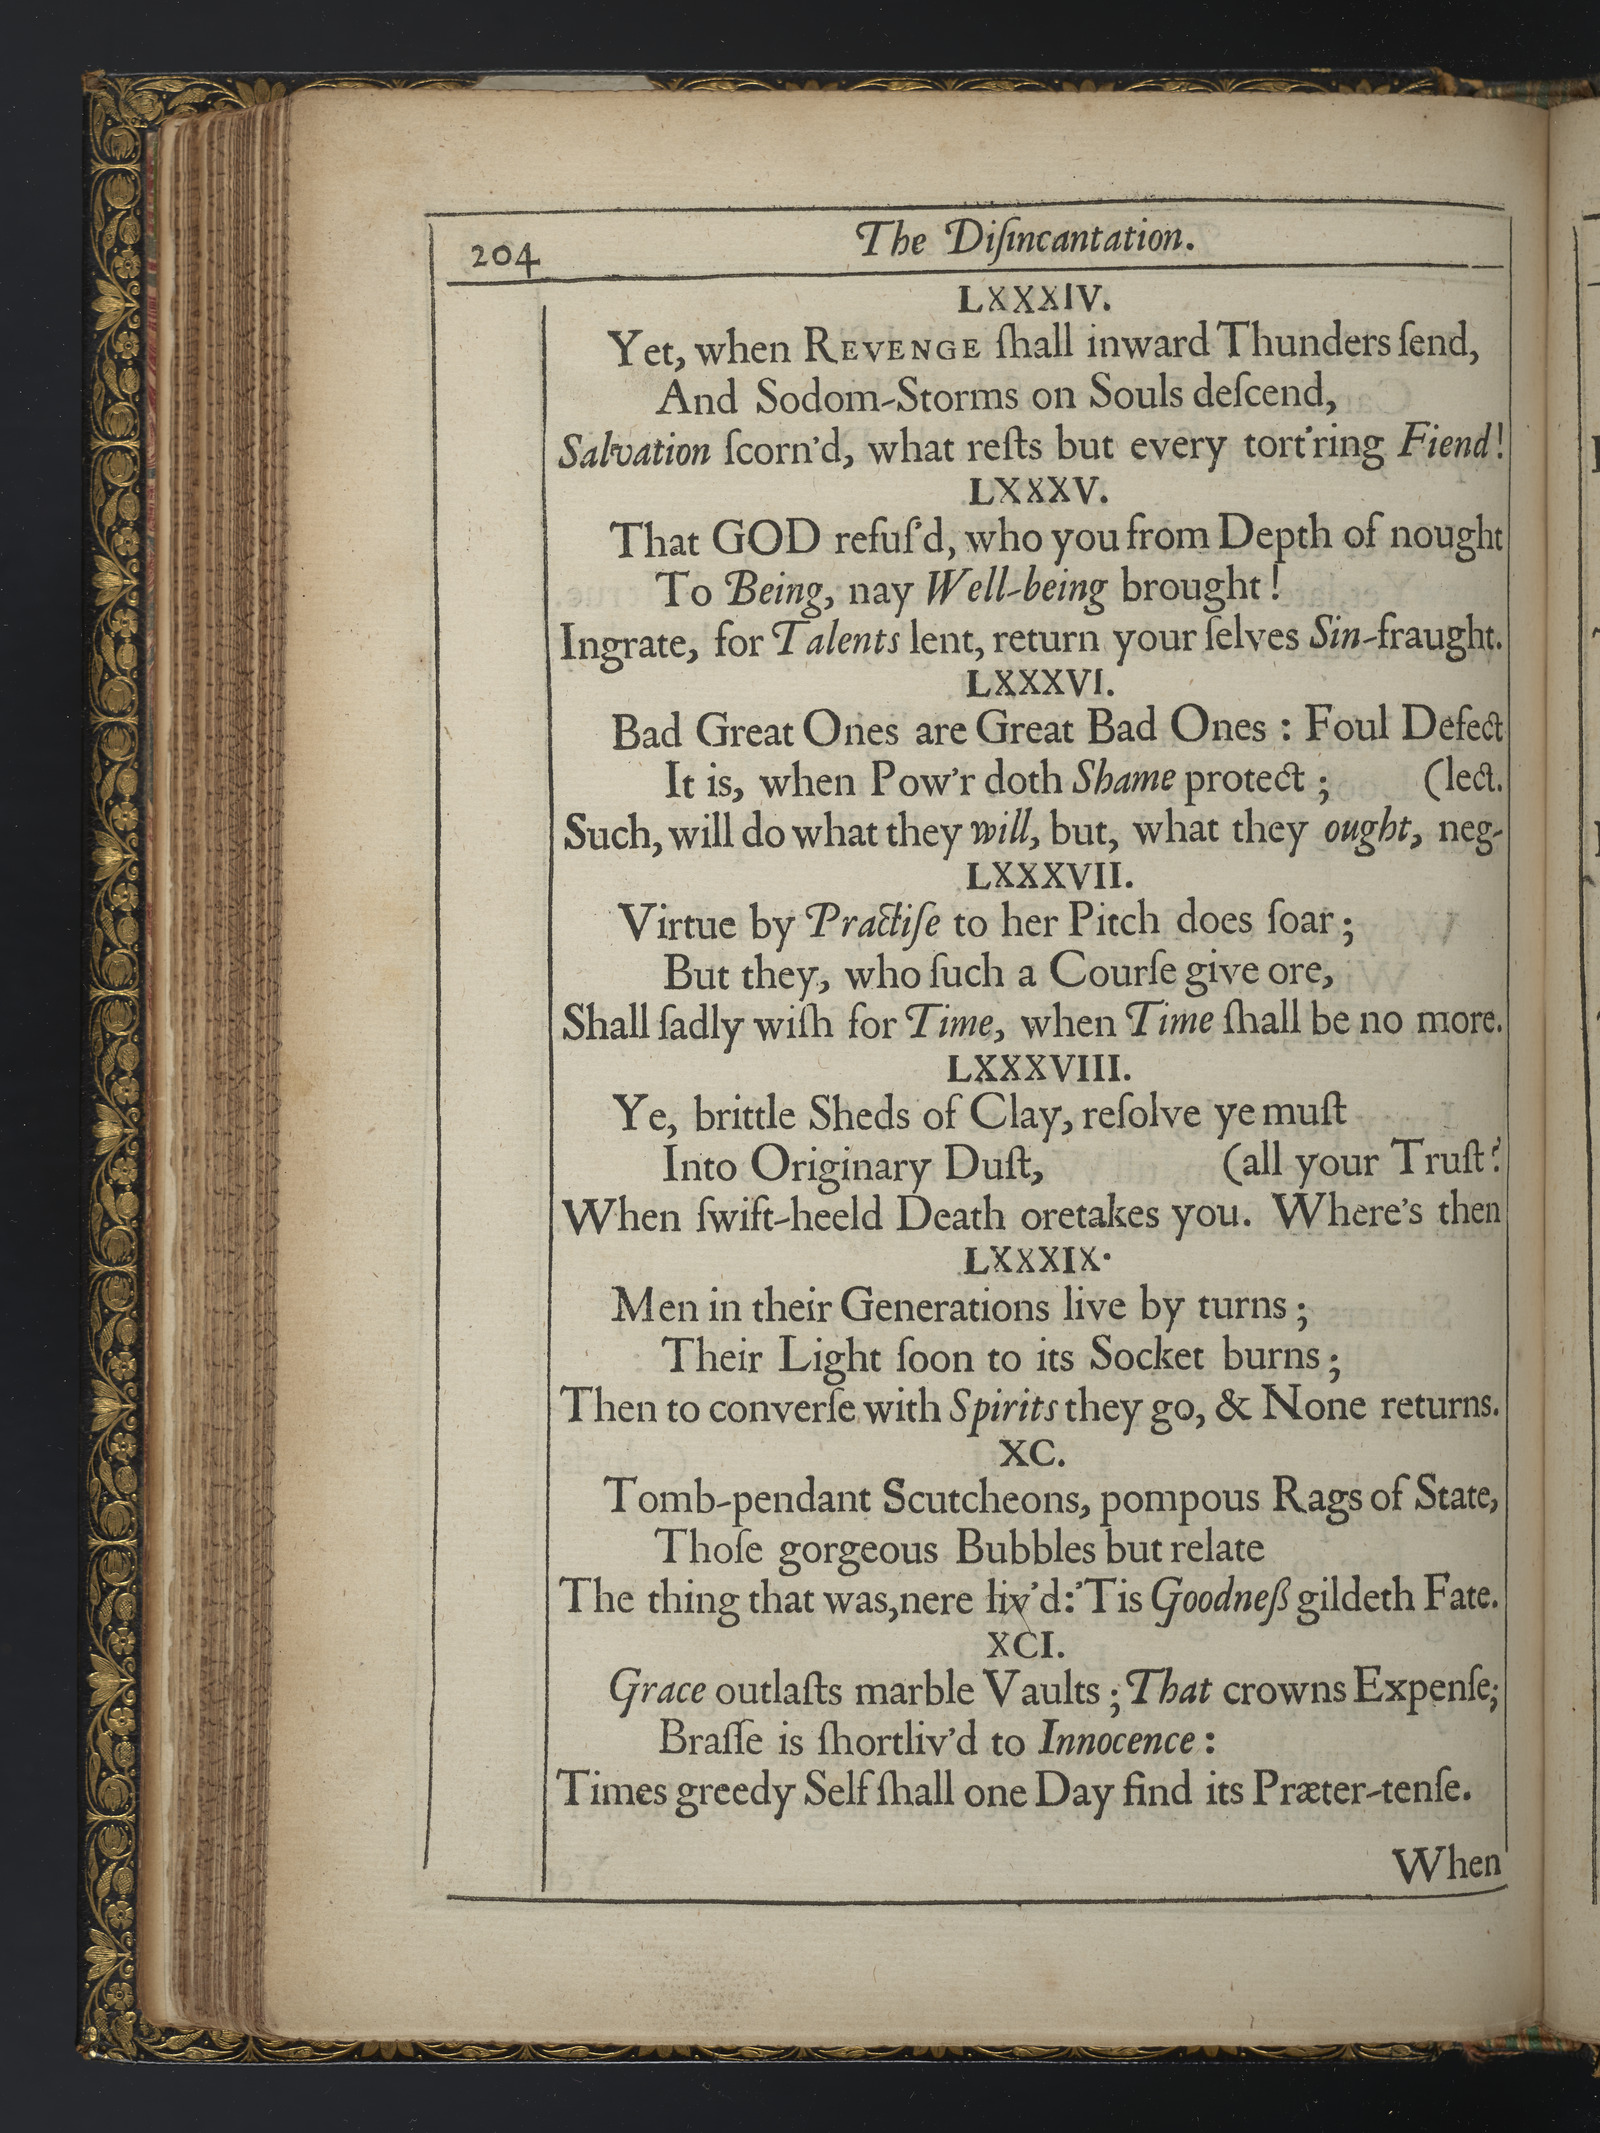 204
The Diſincantation.
LXXXIV.
Yet, when REVENGE ſhall inward Thunders ſend,
And Sodom-Storms on Souls deſcend,
Salvation ſcorn'd, what reſts but every tort'ring Fiend!
LXXXV.
That GOD refuſ'd, who you from Depth of nought
To Being, nay Well-being brought!
Ingrate, for Talents lent, return your ſelves Sin-fraught.
LXXXVI.
Bad Great Ones are Great Bad Ones : Foul Defect
It is, when Pow'r doth Shame protect ; (lect.
Such, will do what they will, but, what they ought, neg-
LXXXVII.
Virtue by Practiſe to her Pitch does ſoar ;
But they, who ſuch a Courſe give ore,
Shall ſadly wiſh for Time, when Time ſhall be no more.
LXXXVIII.
Ye, brittle Sheds of Clay, reſolve ye muſt
Into Originary Duſt, (all your Truſt?
When ſwift-heeld Death oretakes you. Where's then
LXXXIX.
Men in their Generations live by turns ;
Their Light ſoon to its Socket burns ;
Then to converſe with Spirits they go, & None returns.
XC.
Tomb-pendant Scutcheons, pompous Rags of State,
Thoſe gorgeous Bubbles but relate
The thing that was, nere liv'd: 'Tis Goodneß gildeth Fate.
XCI.
Grace outlaſts marble Vaults ; That crowns Expenſe;
Braſſe is ſhortliv'd to Innocence :
Times greedy Self ſhall one Day find its Præter-tenſe.
When